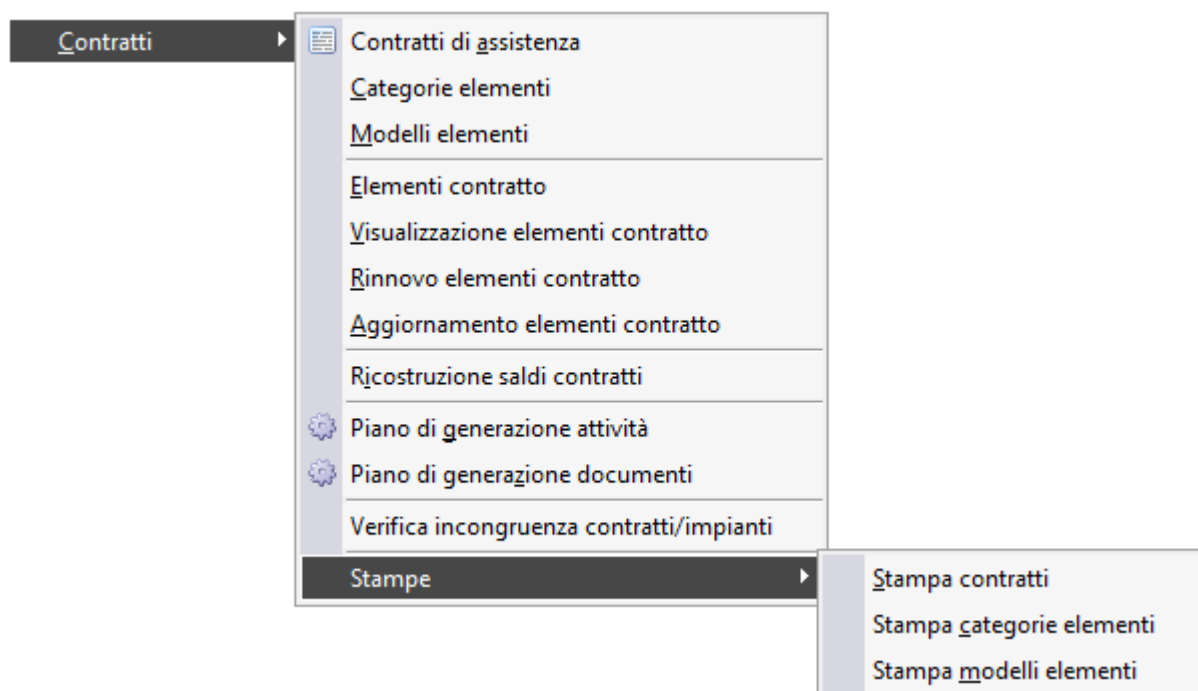 Contratti
Contratti di assistenza
Categorie elementi
Modelli elementi
Elementi contratto
Visualizzazione elementi contratto
Rinnovo elementi contratto
Aggiornamento elementi contratto
Ricostruzione saldi contratti
Piano di generazione attività
Piano di generazione documenti
Verifica incongruenza contratti/impianti
Stampe
Stampa contratti
Stampa categorie elementi
Stampa modelli elementi